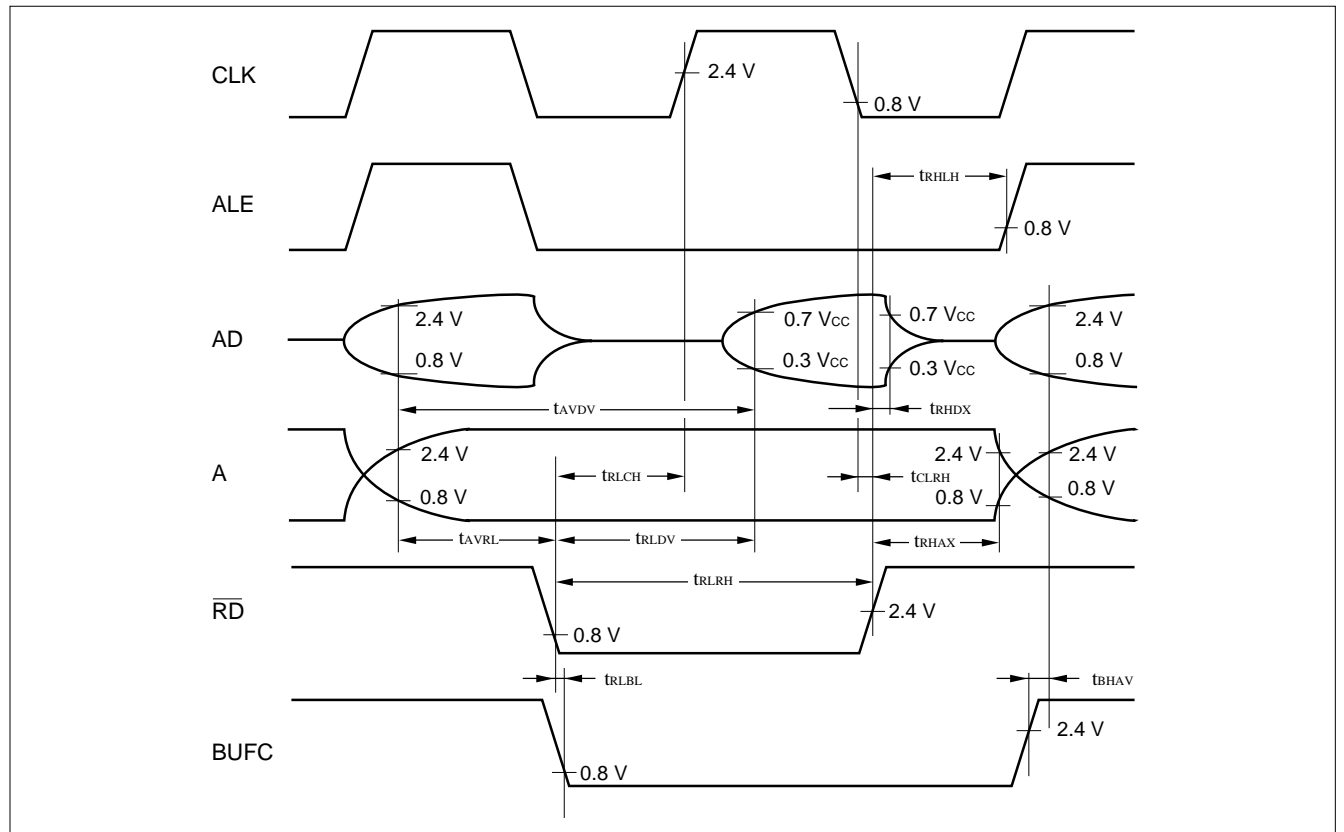 CLK
2.4 V
0.8 V
ALE
tRHLH
0.8 V
AD
2.4 V
0.8 V
0.7 VCC
0.3 VCC
0.7 VCC
0.3 VCC
2.4 V
0.8 V
tAVDV
tRHDX
A
2.4 V
0.8 V
tRLCH
tCLRH
2.4 V
0.8 V
2.4 V
0.8 V
tAVRL
tRLDV
tRHAX
RD
tRLRH
0.8 V
2.4 V
tRLBL
tBHAV
BUFC
0.8 V
2.4 V